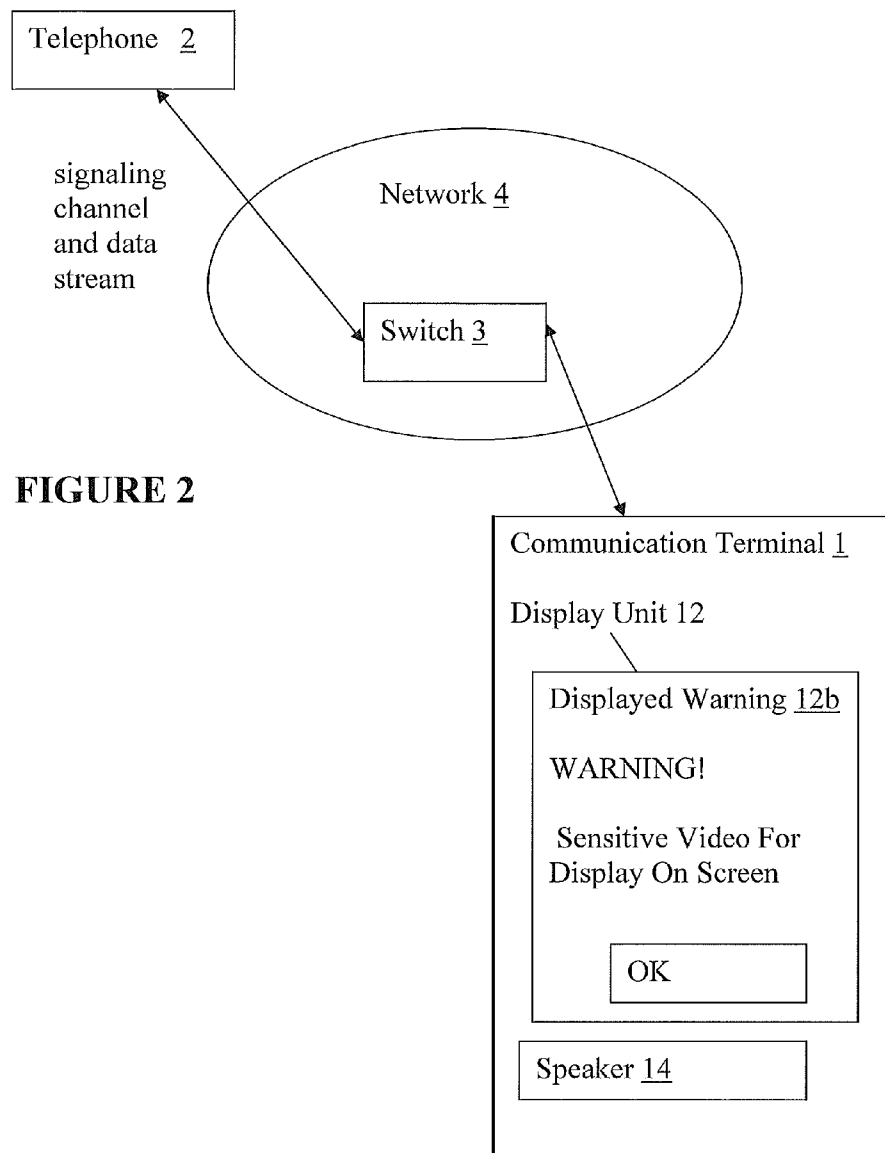 Telephone 2
signaling
channel
and data
stream
Network 4
Switch 3
FIGURE 2
Communication Terminal 1
Display Unit 12
Displayed Warning 12b
WARNING!
Sensitive Video For
Display On Screen
OK
Speaker 14